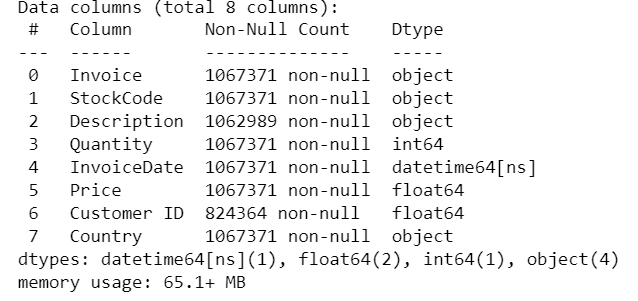 Data columns (total 8 columns):
 #   Column       Non-Null Count    Dtype
---  ------       --------------    -----
 0   Invoice      1067371 non-null  object
 1   StockCode    1067371 non-null  object
 2   Description  1062989 non-null  object
 3   Quantity     1067371 non-null  int64
 4   InvoiceDate  1067371 non-null  datetime64[ns]
 5   Price        1067371 non-null  float64
 6   Customer ID  824364 non-null   float64
 7   Country      1067371 non-null  object
dtypes: datetime64[ns](1), float64(2), int64(1), object(4)
memory usage: 65.1+ MB